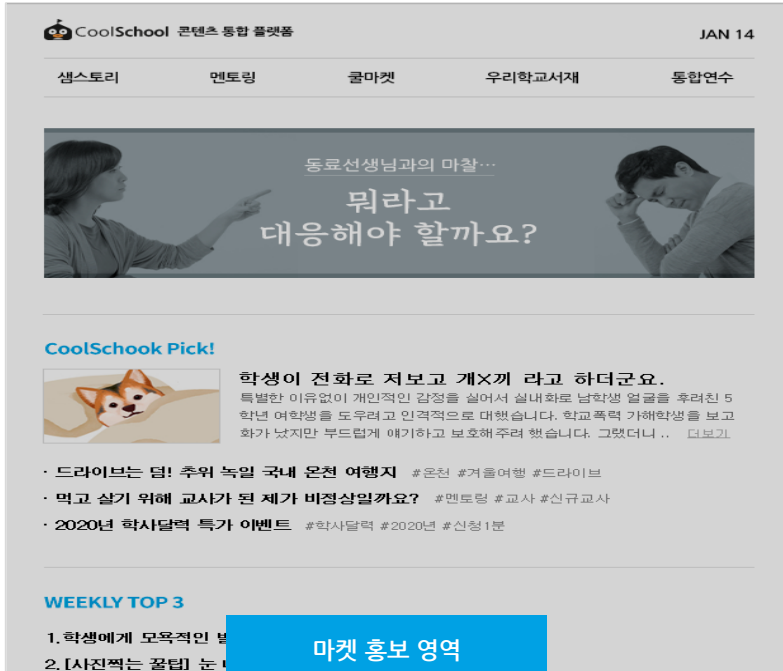 CoolSchool 콘텐츠 통합 플랫폼
JAN 14
샘스토리 멘토링 쿨마켓 우리학교서재 통합연수
동료선생님과의 마찰…
뭐라고
대응해야 할까요?
CoolSchook Pick!
학생이 전화로 저보고 개X끼 라고 하더군요.
특별한 이유없이 개인적인 감정을 실어서 실내화로 남학생 얼굴을 후려친 5
학년 여학생을 도우려고 인격적으로 대했습니다. 학교폭력 가해학생을 보고
화가 났지만 부드럽게 얘기하고 보호해주려 했습니다. 그랬더니 .. 더보기
· 드라이브는 덤! 추위 녹일 국내 온천 여행지 #온천 #겨울여행 #드라이브
· 먹고 살기 위해 교사가 된 제가 비정상일까요? #멘토링 #교사 #신규교사
· 2020년 학사달력 특가 이벤트 #학사달력 #2020년 #신청1분
WEEKLY TOP 3
1. 학생에게 모욕적인
2. [사진찍는 꿀팁] 눈
마켓 홍보 영역